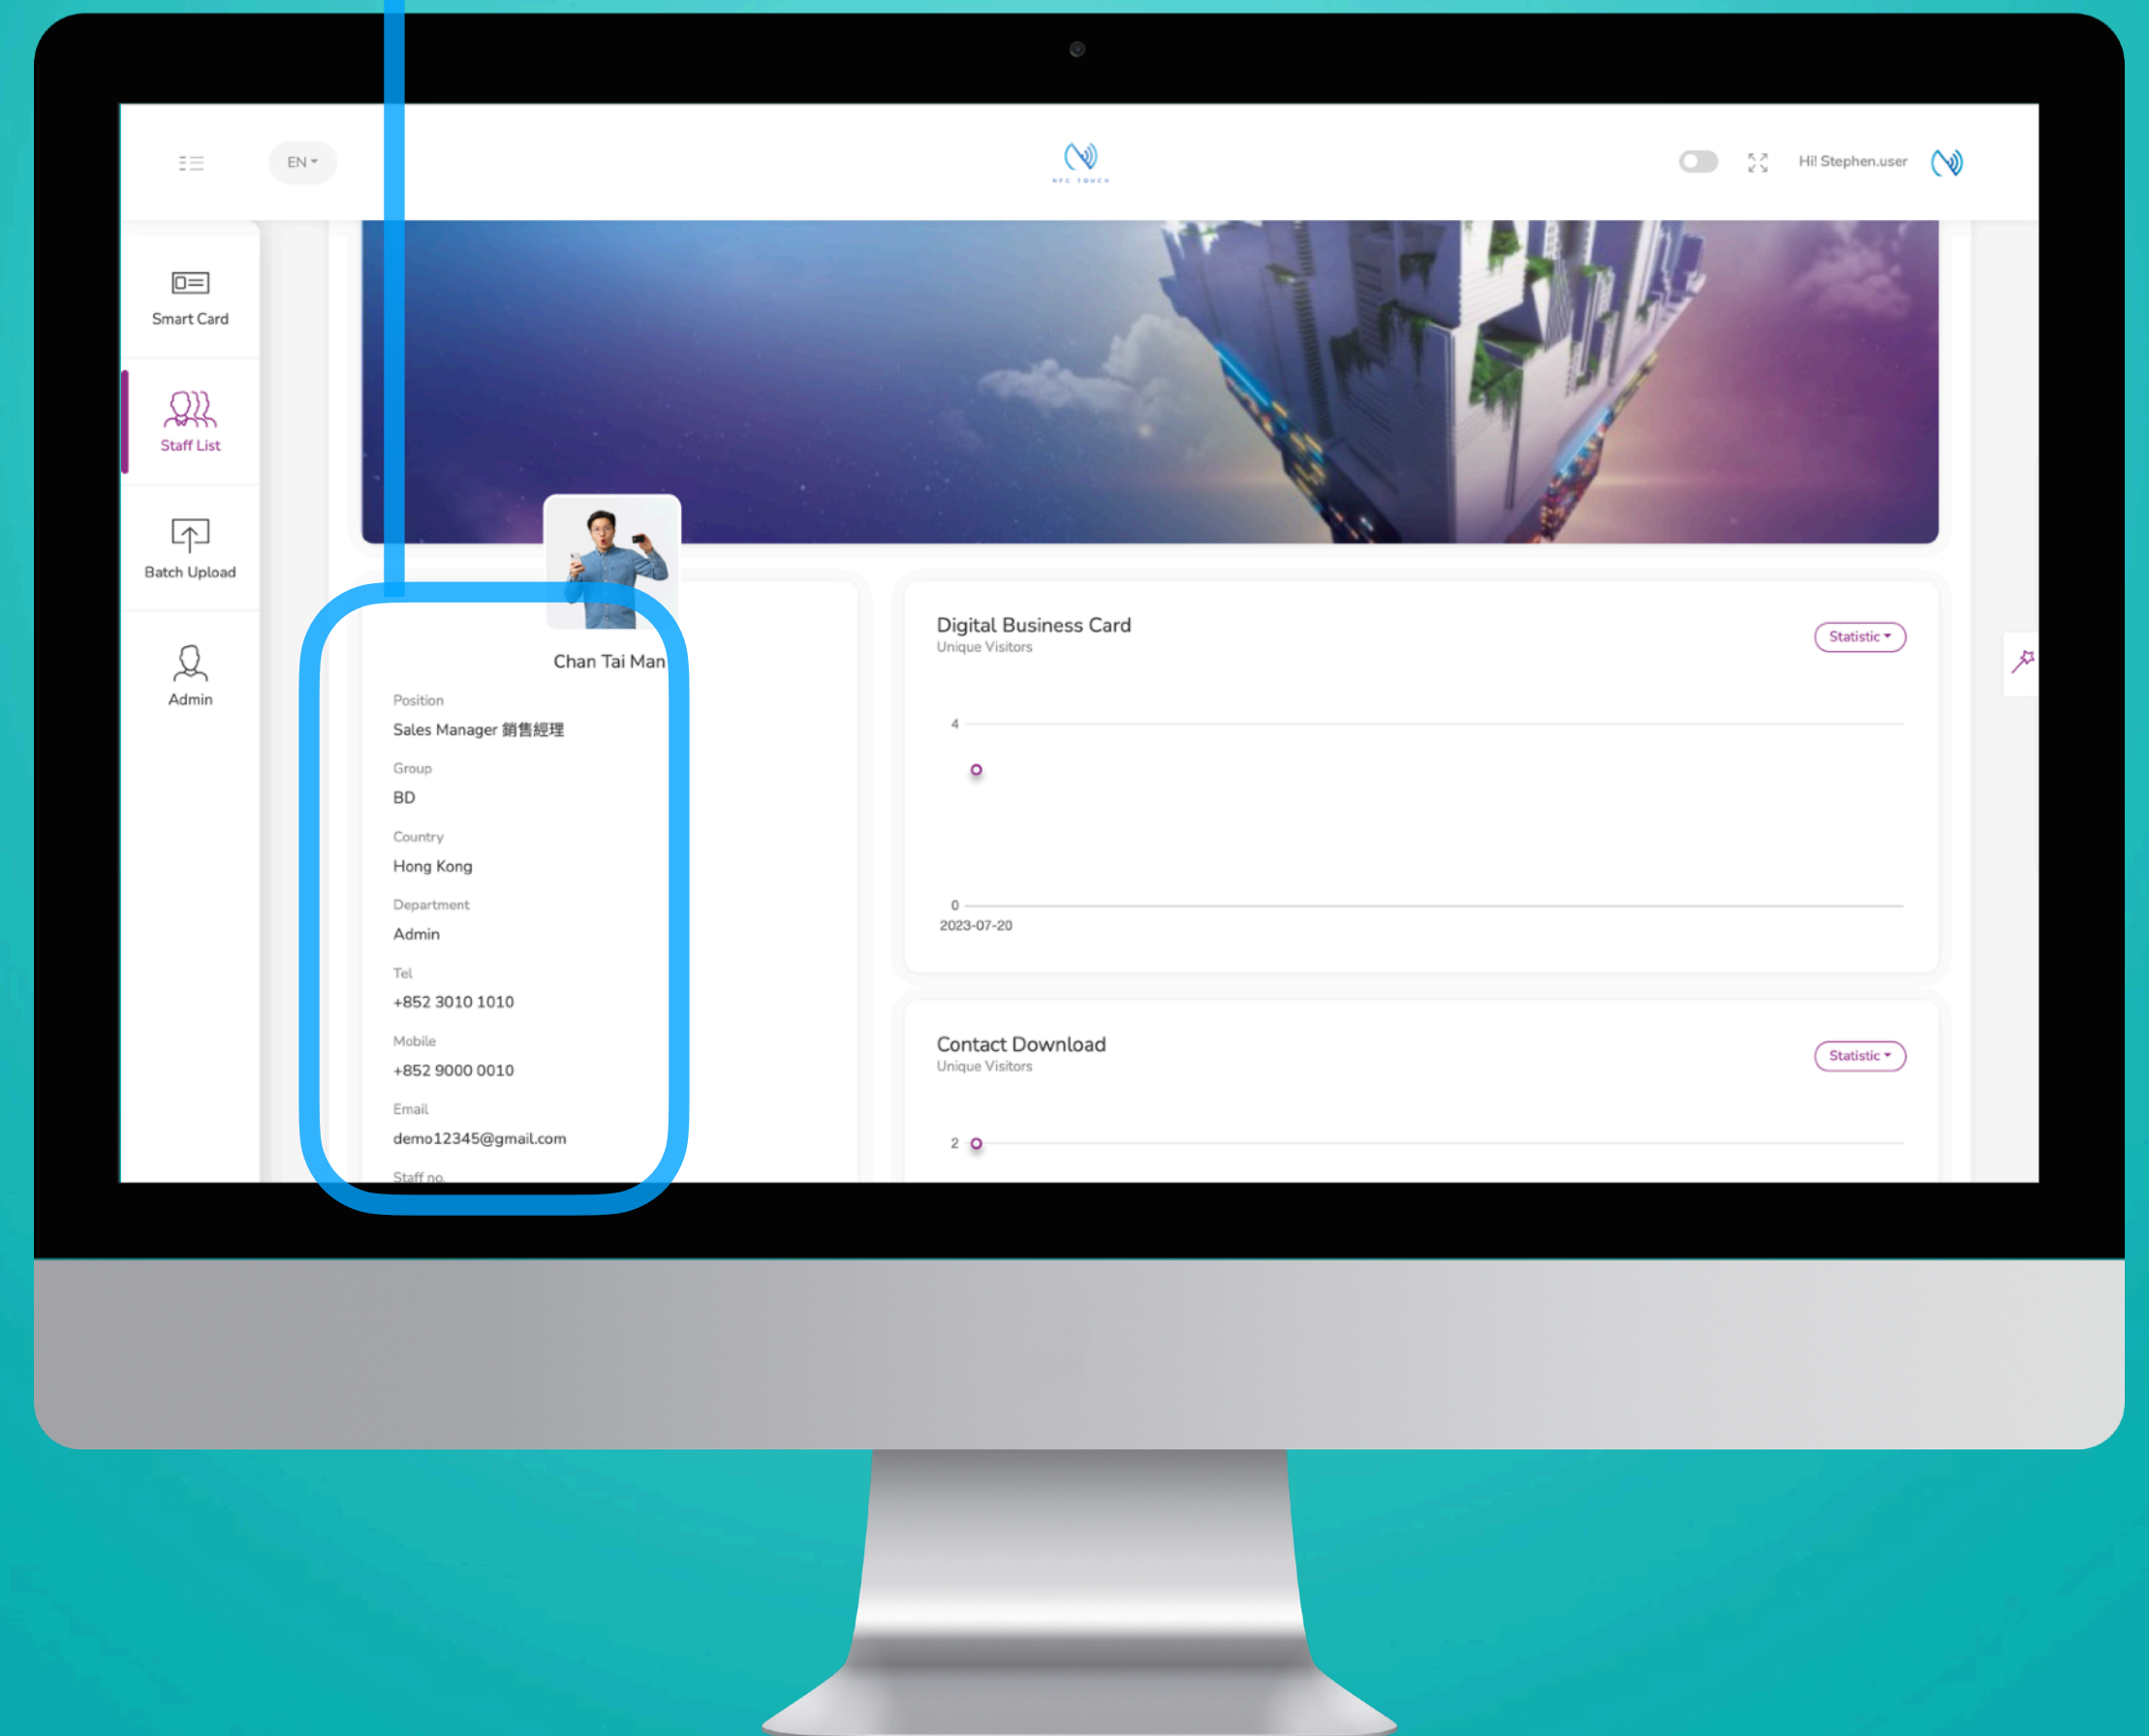 EN
NFC TOUCH
Hi! Stephen.user
Smart Card
Staff List
Batch Upload
Admin
Chan Tai Man
Position
Sales Manager 銷售經理
Group
BD
Country
Hong Kong
Department
Admin
Tel
+852 3010 1010
Mobile
+852 9000 0010
Email
demo12345@gmail.com
Staff no.
Digital Business Card
Unique Visitors
Statistic
4
0
2023-07-20
Contact Download
Unique Visitors
Statistic
2